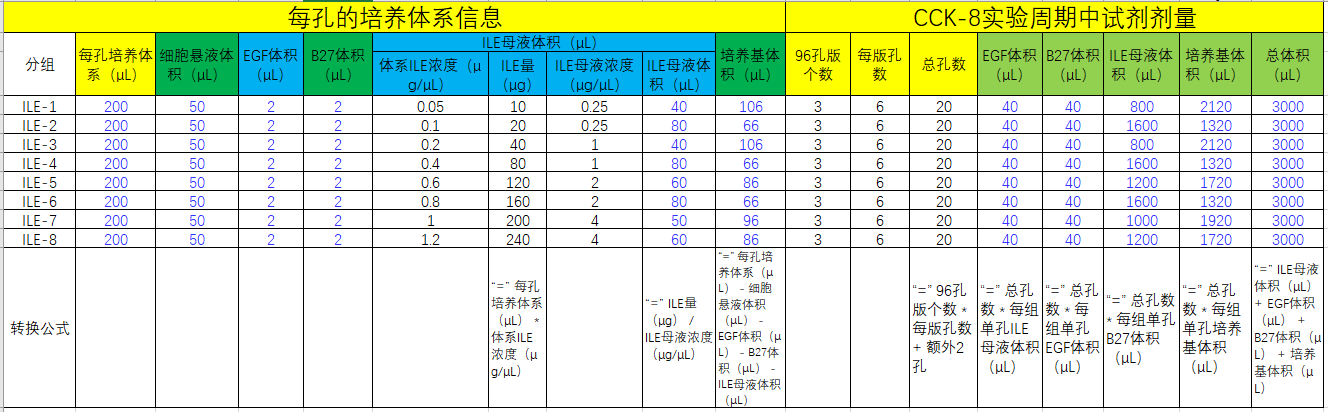 每孔的培养体系信息 CCK-8实验周期中试剂剂量
分组 每孔培养体系（μL） 细胞悬液体积（μL） EGF体积（μL） B27体积（μL） ILE母液体积（μL） 培养基体积（μL） 96孔版个数 每版孔数 总孔数 EGF体积（μL） B27体积（μL） ILE母液体积（μL） 培养基体积（μL） 总体积（μL）
体系ILE浓度（μg/μL） ILE量（μg） ILE母液浓度（μg/μL） ILE母液体积（μL）
ILE-1 200 50 2 2 0.05 10 0.25 40 106 3 6 20 40 40 800 2120 3000
ILE-2 200 50 2 2 0.1 20 0.25 80 66 3 6 20 40 40 1600 1320 3000
ILE-3 200 50 2 2 0.2 40 1 40 106 3 6 20 40 40 800 2120 3000
ILE-4 200 50 2 2 0.4 80 1 80 66 3 6 20 40 40 1600 1320 3000
ILE-5 200 50 2 2 0.6 120 2 60 86 3 6 20 40 40 1200 1720 3000
ILE-6 200 50 2 2 0.8 160 2 80 66 3 6 20 40 40 1600 1320 3000
ILE-7 200 50 2 2 1 200 4 50 96 3 6 20 40 40 1000 1920 3000
ILE-8 200 50 2 2 1.2 240 4 60 86 3 6 20 40 40 1200 1720 3000
转换公式
“=” 每孔培养体系（μL） * 体系ILE浓度（μg/μL）
“=” ILE量（μg） / ILE母液浓度（μg/μL）
“=” 每孔培养体系（μL） - 细胞悬液体积（μL） - EGF体积（μL） - B27体积（μL） - ILE母液体积（μL）
“=” 96孔版个数 * 每版孔数 + 额外2孔
“=” 总孔数 * 每组单孔ILE母液体积（μL）
“=” 总孔数 * 每组单孔EGF体积（μL）
“=” 总孔数 * 每组单孔B27体积（μL）
“=” 总孔数 * 每组单孔培养基体积（μL）
“=” ILE母液体积（μL） + EGF体积（μL） + B27体积（μL） + 培养基体积（μL）